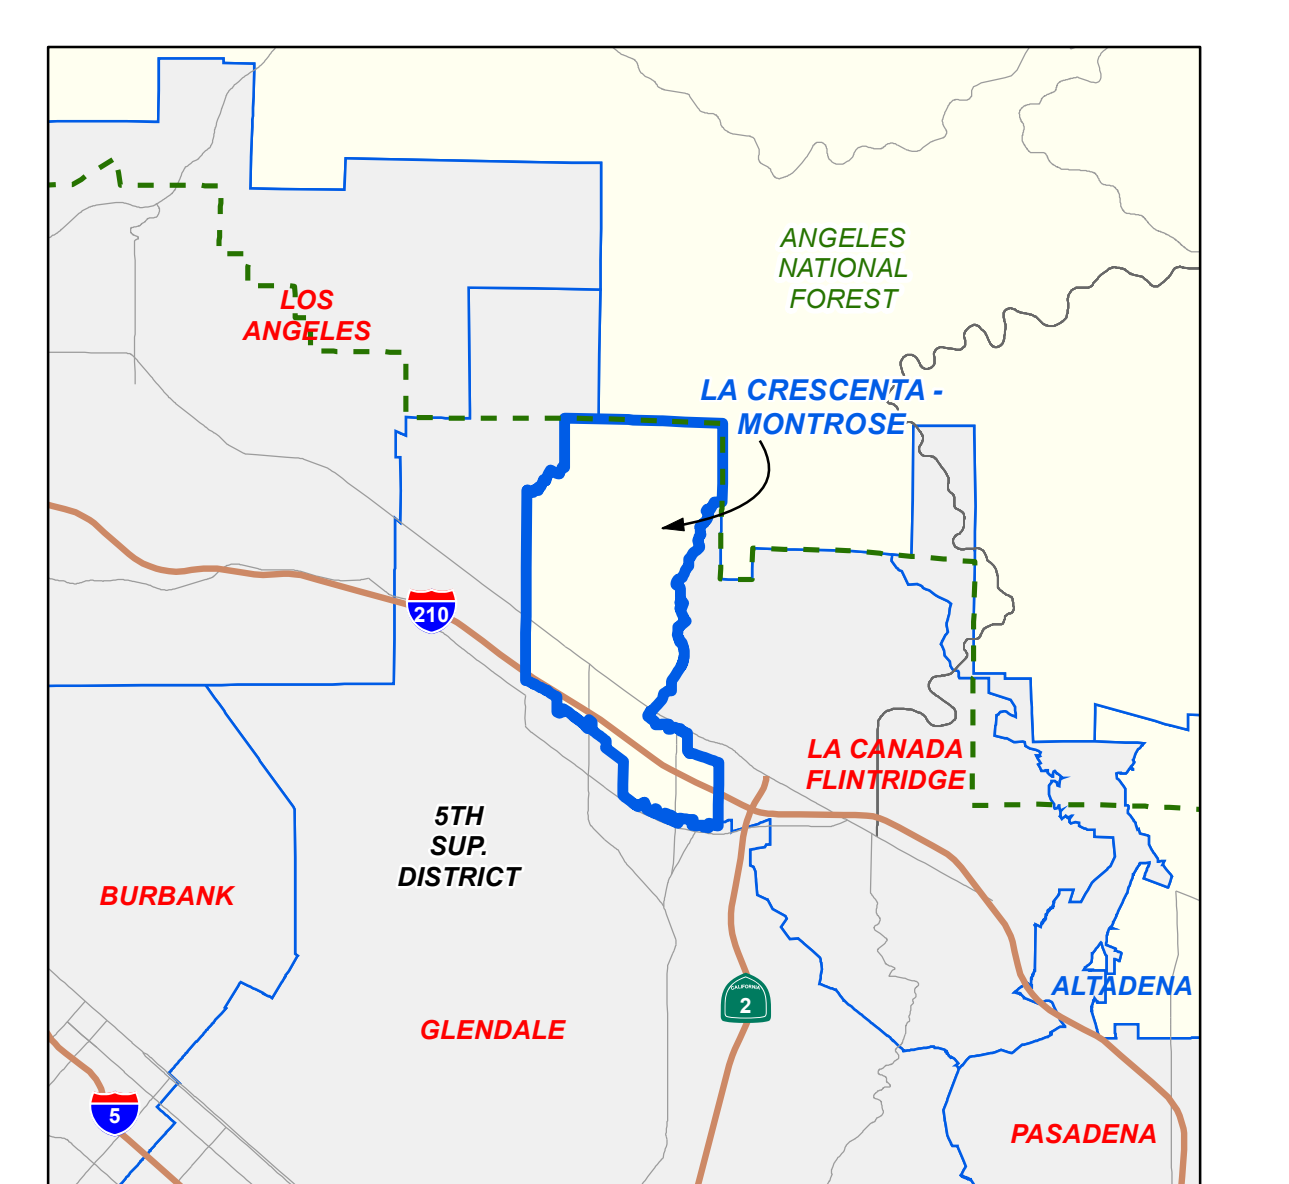 ANGELES
NATIONAL
FOREST
LOS
ANGELES
LA CRESCENTA -
MONTROSE
210
LA CANADA
FLINTRIDGE
5TH
SUP.
DISTRICT
BURBANK
ALTADENA
CALIFORNIA
2
GLENDALE
5
PASADENA